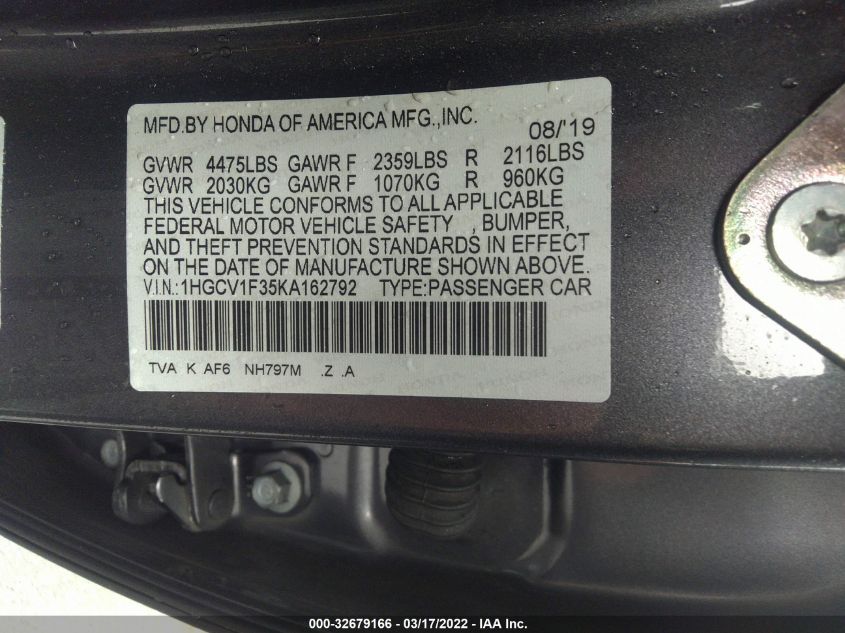 MFD.BY HONDA OF AMERICA MFG.,INC. 08/'19
GVWR 4475LBS GAWR F 2359LBS R 2116LBS
GVWR 2030KG GAWR F 1070KG R 960KG
THIS VEHICLE CONFORMS TO ALL APPLICABLE
FEDERAL MOTOR VEHICLE SAFETY , BUMPER,
AND THEFT PREVENTION STANDARDS IN EFFECT
ON THE DATE OF MANUFACTURE SHOWN ABOVE.
V.I.N.:1HGCV1F35KA162792 TYPE:PASSENGER CAR
TVA K AF6 NH797M .Z .A
000-32679166 — 03/17/2022 — IAA Inc.